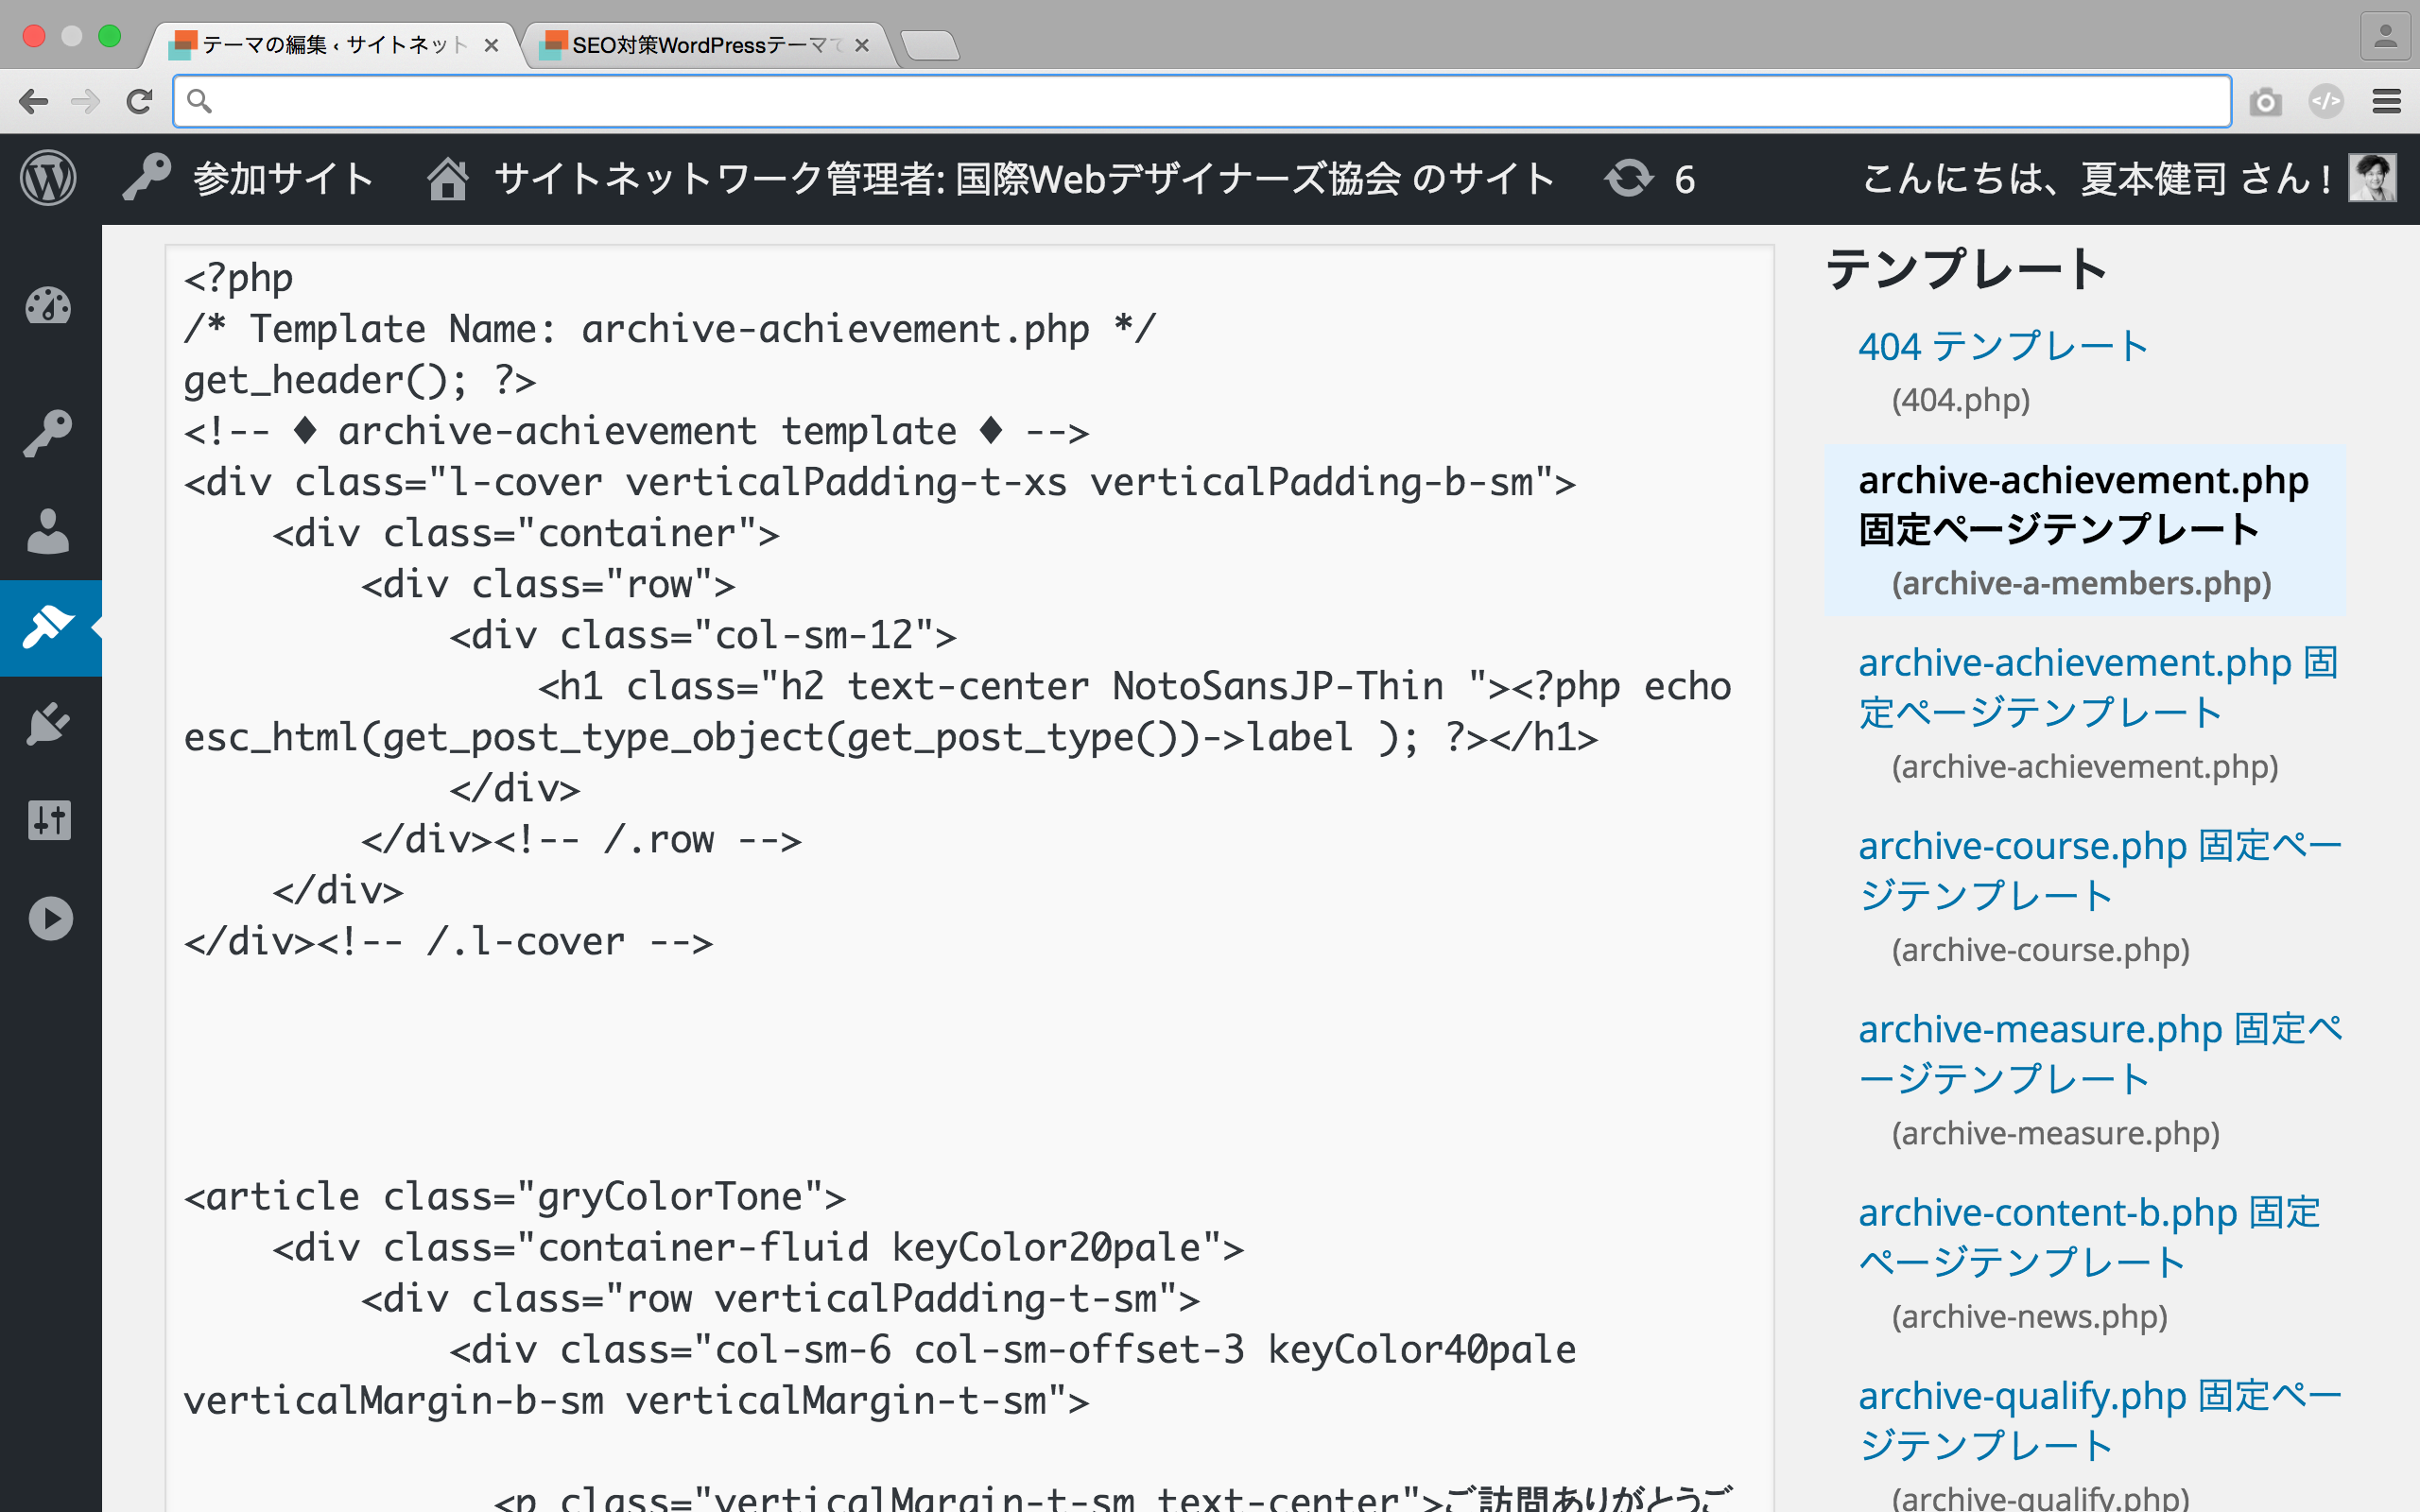 テーマの編集 ‹ サイトネット
SEO対策WordPressテーマで
参加サイト
サイトネットワーク管理者: 国際Webデザイナーズ協会 のサイト
6
こんにちは、夏本健司 さん !
<?php
/* Template Name: archive-achievement.php */
get_header(); ?>
<!-- ♦ archive-achievement template ♦ -->
<div class="l-cover verticalPadding-t-xs verticalPadding-b-sm">
<div class="container">
<div class="row">
<div class="col-sm-12">
<h1 class="h2 text-center NotoSansJP-Thin "><?php echo
esc_html(get_post_type_object(get_post_type())->label ); ?></h1>
</div>
</div><!-- /.row -->
</div>
</div><!-- /.l-cover -->
<article class="gryColorTone">
<div class="container-fluid keyColor20pale">
<div class="row verticalPadding-t-sm">
<div class="col-sm-6 col-sm-offset-3 keyColor40pale
verticalMargin-b-sm verticalMargin-t-sm">
<p class="verticalMargin-t-sm text-center">ご訪問ありがとうご
テンプレート
404 テンプレート
(404.php)
archive-achievement.php
固定ページテンプレート
(archive-a-members.php)
archive-achievement.php 固
定ページテンプレート
(archive-achievement.php)
archive-course.php 固定ペー
ジテンプレート
(archive-course.php)
archive-measure.php 固定ペ
ージテンプレート
(archive-measure.php)
archive-content-b.php 固定
ページテンプレート
(archive-news.php)
archive-qualify.php 固定ペー
ジテンプレート
(archive-qualify.php)